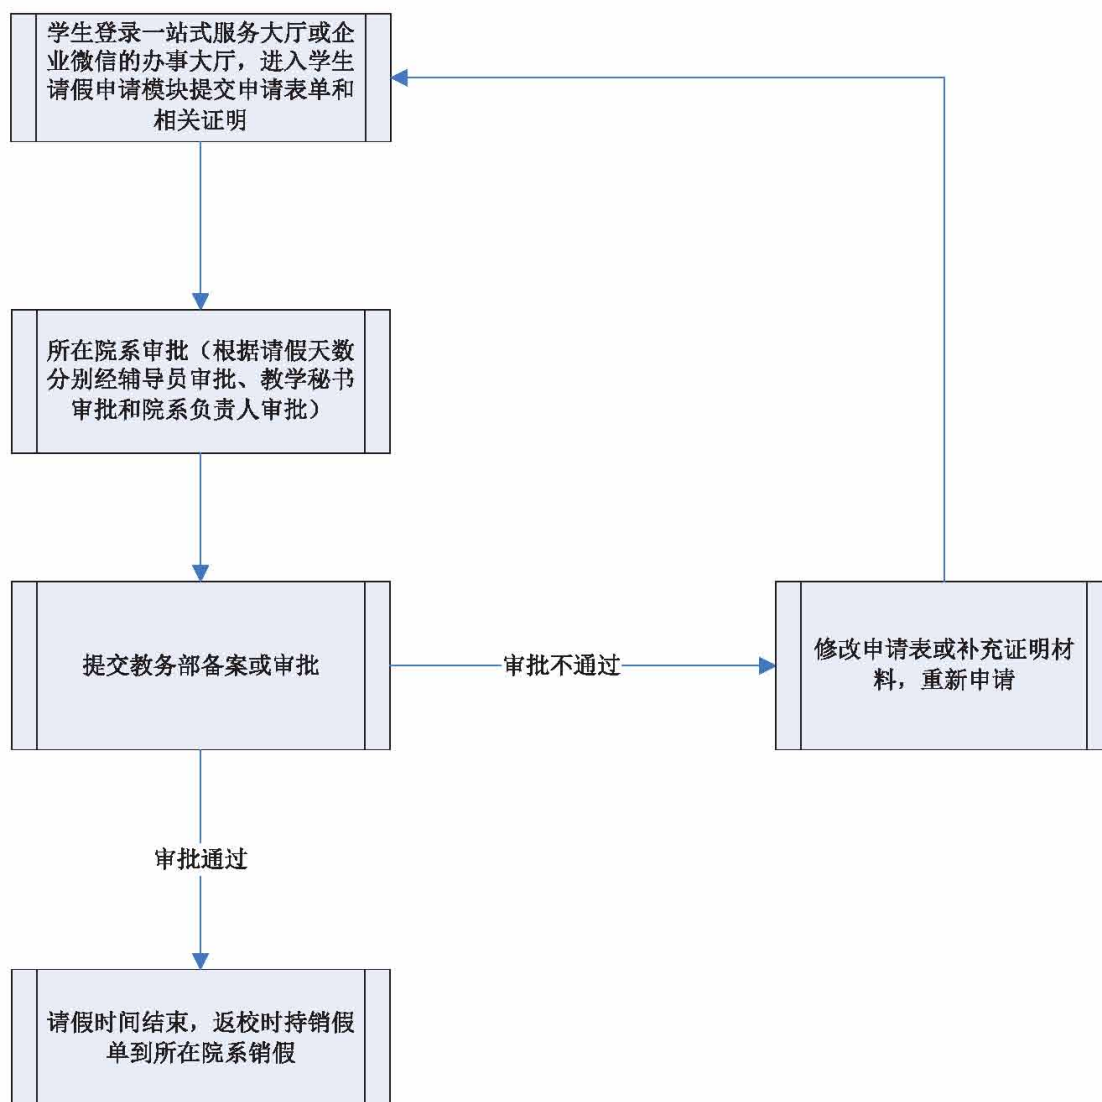 学生登录一站式服务大厅或企
业微信的办事大厅，进入学生
请假申请模块提交申请表单和
相关证明
所在院系审批（根据请假天数
分别经辅导员审批、教学秘书
审批和院系负责人审批）
提交教务部备案或审批
审批不通过
修改申请表或补充证明材
料，重新申请
审批通过
请假时间结束，返校时持销假
单到所在院系销假